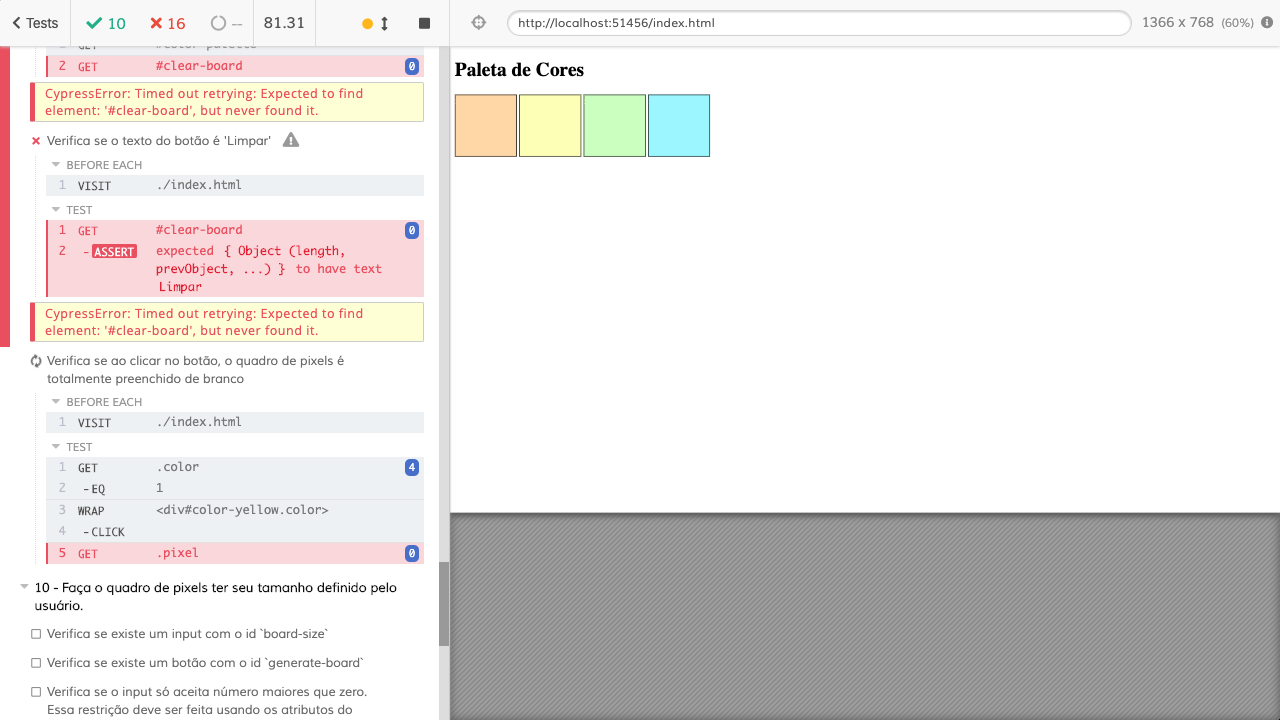 Tests 10 16 -- 81.31 http://localhost:51456/index.html 1366 x 768 (60%)
2 GET #clear-board 0
CypressError: Timed out retrying: Expected to find
element: '#clear-board', but never found it.
Verifica se o texto do botão é 'Limpar'
BEFORE EACH
1 VISIT ./index.html
TEST
1 GET #clear-board 0
2 -ASSERT expected { Object (length,
prevObject, ...) } to have text
Limpar
CypressError: Timed out retrying: Expected to find
element: '#clear-board', but never found it.
Verifica se ao clicar no botão, o quadro de pixels é
totalmente preenchido de branco
BEFORE EACH
1 VISIT ./index.html
TEST
1 GET .color 4
2 -EQ 1
3 WRAP <div#color-yellow.color>
4 -CLICK
5 GET .pixel 0
10 - Faça o quadro de pixels ter seu tamanho definido pelo
usuário.
Verifica se existe um input com o id `board-size`
Verifica se existe um botão com o id `generate-board`
Verifica se o input só aceita número maiores que zero.
Essa restrição deve ser feita usando os atributos do
Paleta de Cores